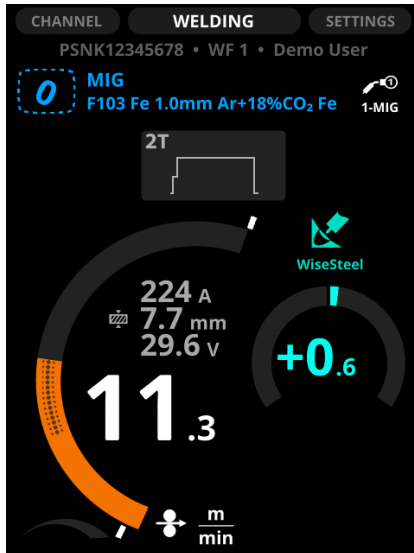 CHANNEL WELDING SETTINGS
PSNK12345678 • WF 1 • Demo User
0 MIG
F103 Fe 1.0mm Ar+18%CO₂ Fe
1
1-MIG
2T
WiseSteel
224 A
7.7 mm
29.6 V
+0.6
11.3
m
min